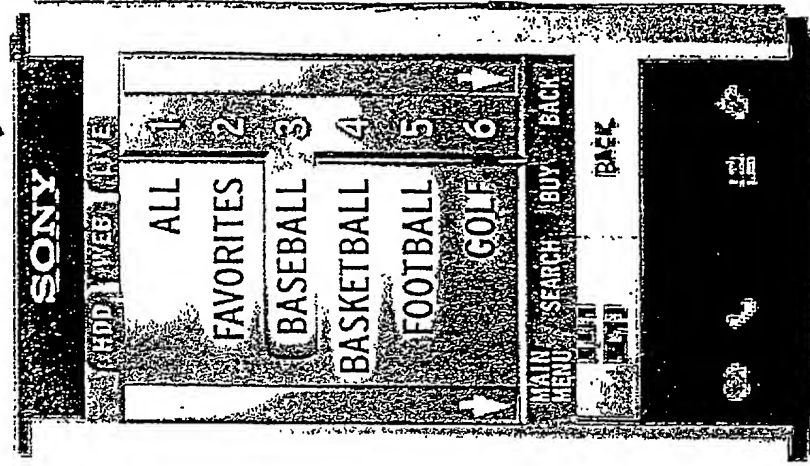 SONY
HDD WEB
ALL 1
FAVORITES 2
BASEBALL 3
BASKETBALL 4
FOOTBALL 5
GOLF 6
MAIN MENU SEARCH BUY BACK
BACK